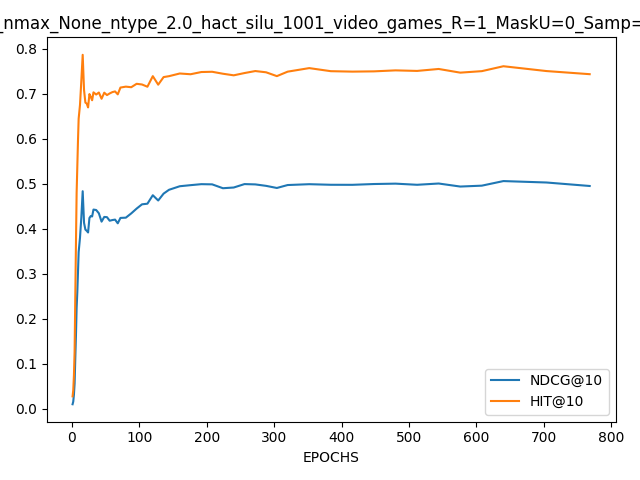 _nmax_None_ntype_2.0_hact_silu_1001_video_games_R=1_MaskU=0_Samp=
0.8
0.7
0.6
0.5
0.4
0.3
0.2
0.1
0.0
NDCG@10
HIT@10
0 100 200 300 400 500 600 700 800
EPOCHS